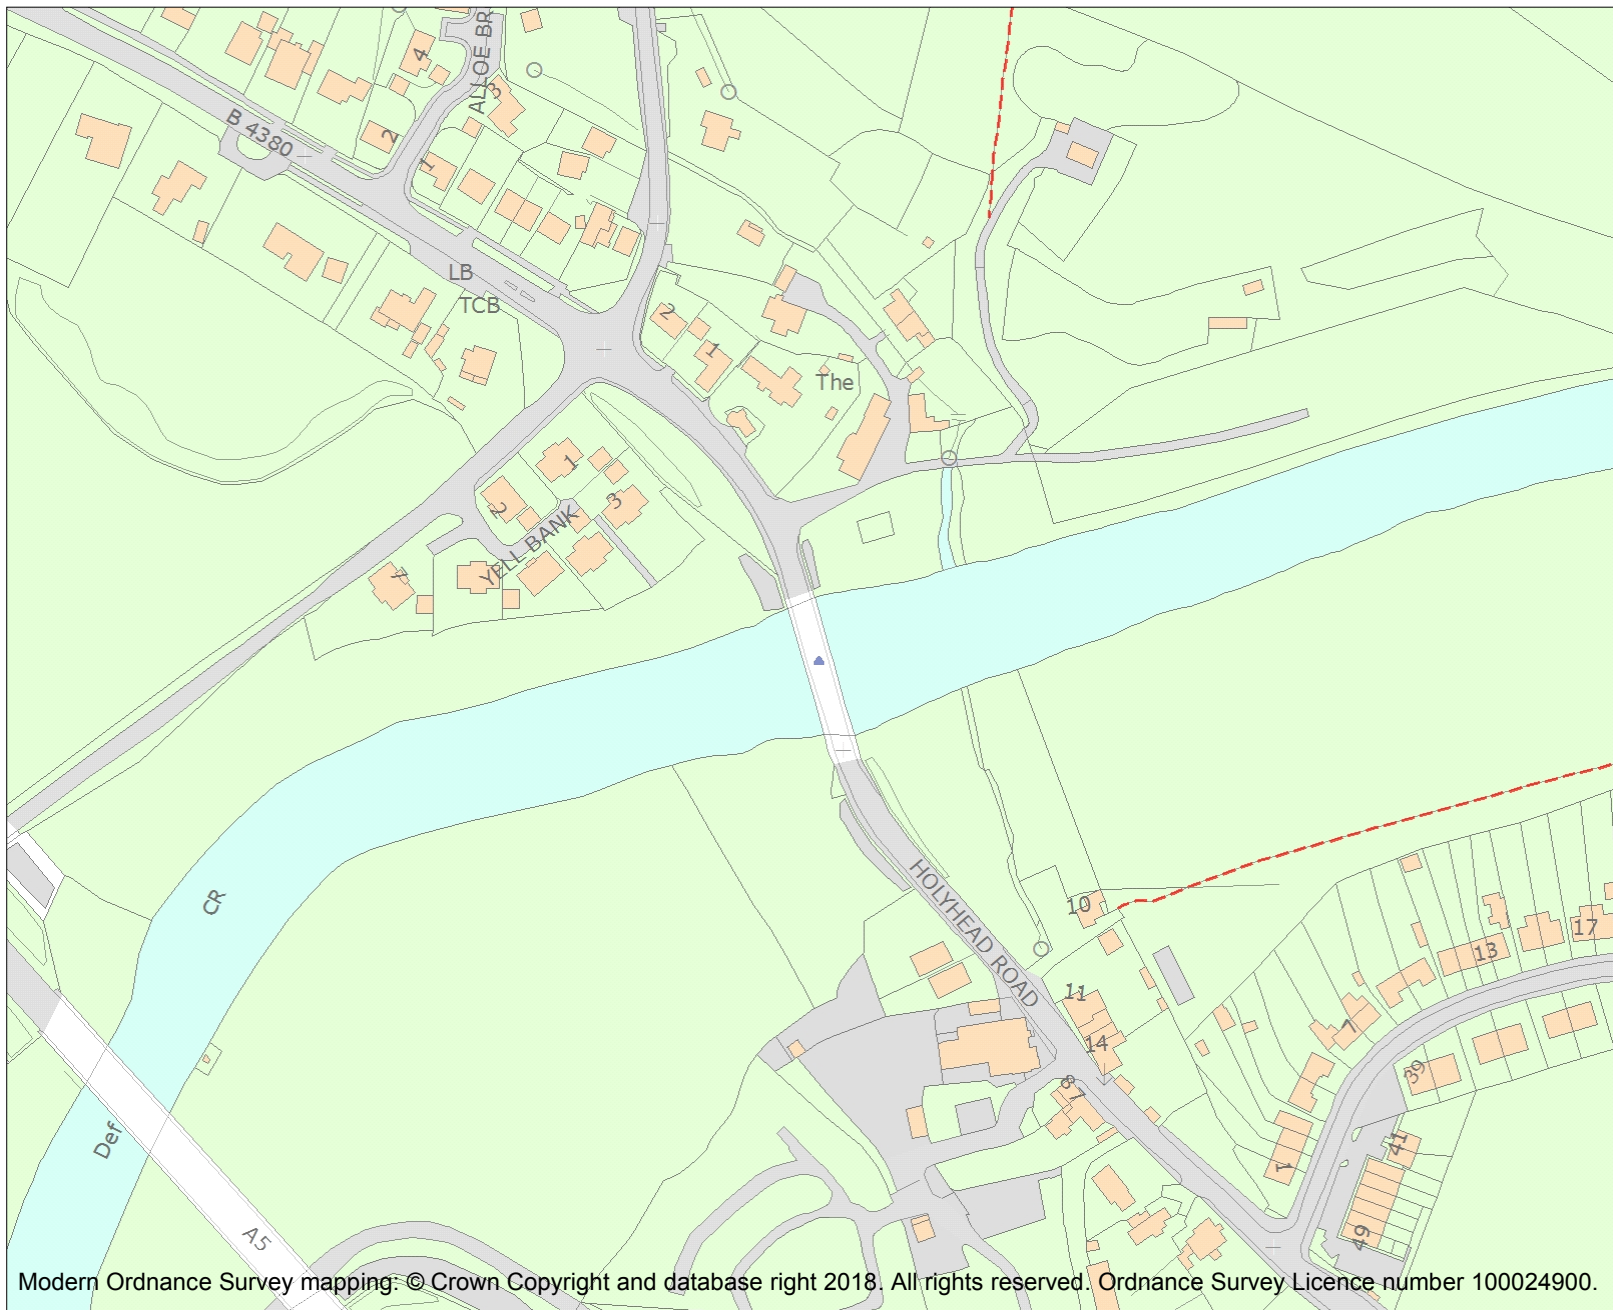 4
ALLOE BR
3
B 4380
2
1
LB
TCB
2
1
The
1
2
3
YELL BANK
7
CR
HOLYHEAD ROAD
10
17
13
11
7
14
39
8
7
Def
41
1
49
A5
Modern Ordnance Survey mapping: © Crown Copyright and database right 2018. All rights reserved. Ordnance Survey Licence number 100024900.